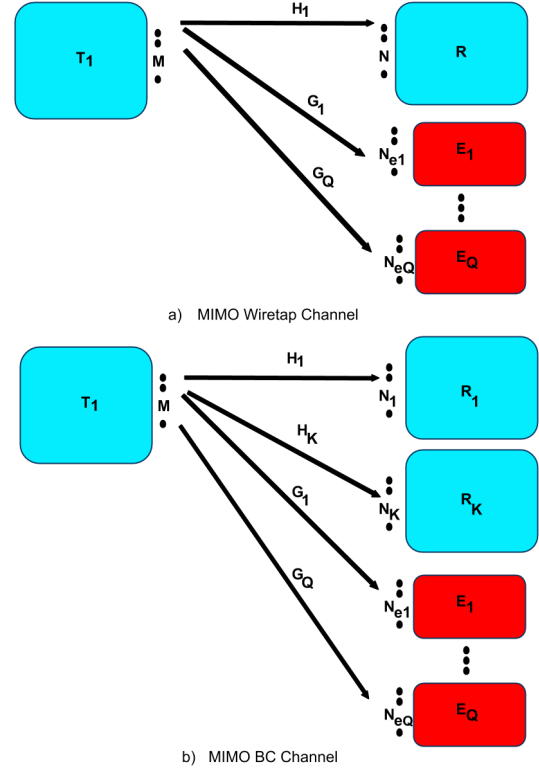 H1
T1 M N R
G1
Ne1 E1
GQ
NeQ EQ
a) MIMO Wiretap Channel
H1
T1 M N1 R1
HK
G1
NK RK
GQ
Ne1 E1
NeQ EQ
b) MIMO BC Channel